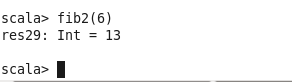 scala> fib2(6)
res29: Int = 13
scala>